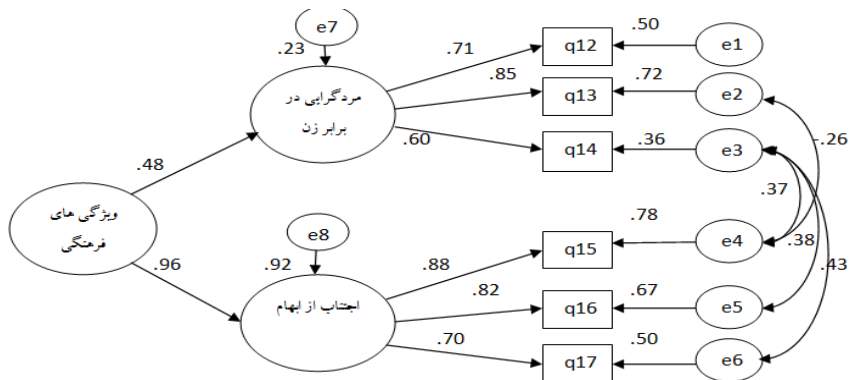 e7
.23
مردگرایی در
برابر زن
.71
.85
.60
q12
.50
e1
q13
.72
e2
q14
.36
e3
-.26
.37
.38
.43
.48
ویژگی های
فرهنگی
.96
e8
.92
اجتناب از ابهام
.88
.82
.70
q15
.78
e4
q16
.67
e5
q17
.50
e6